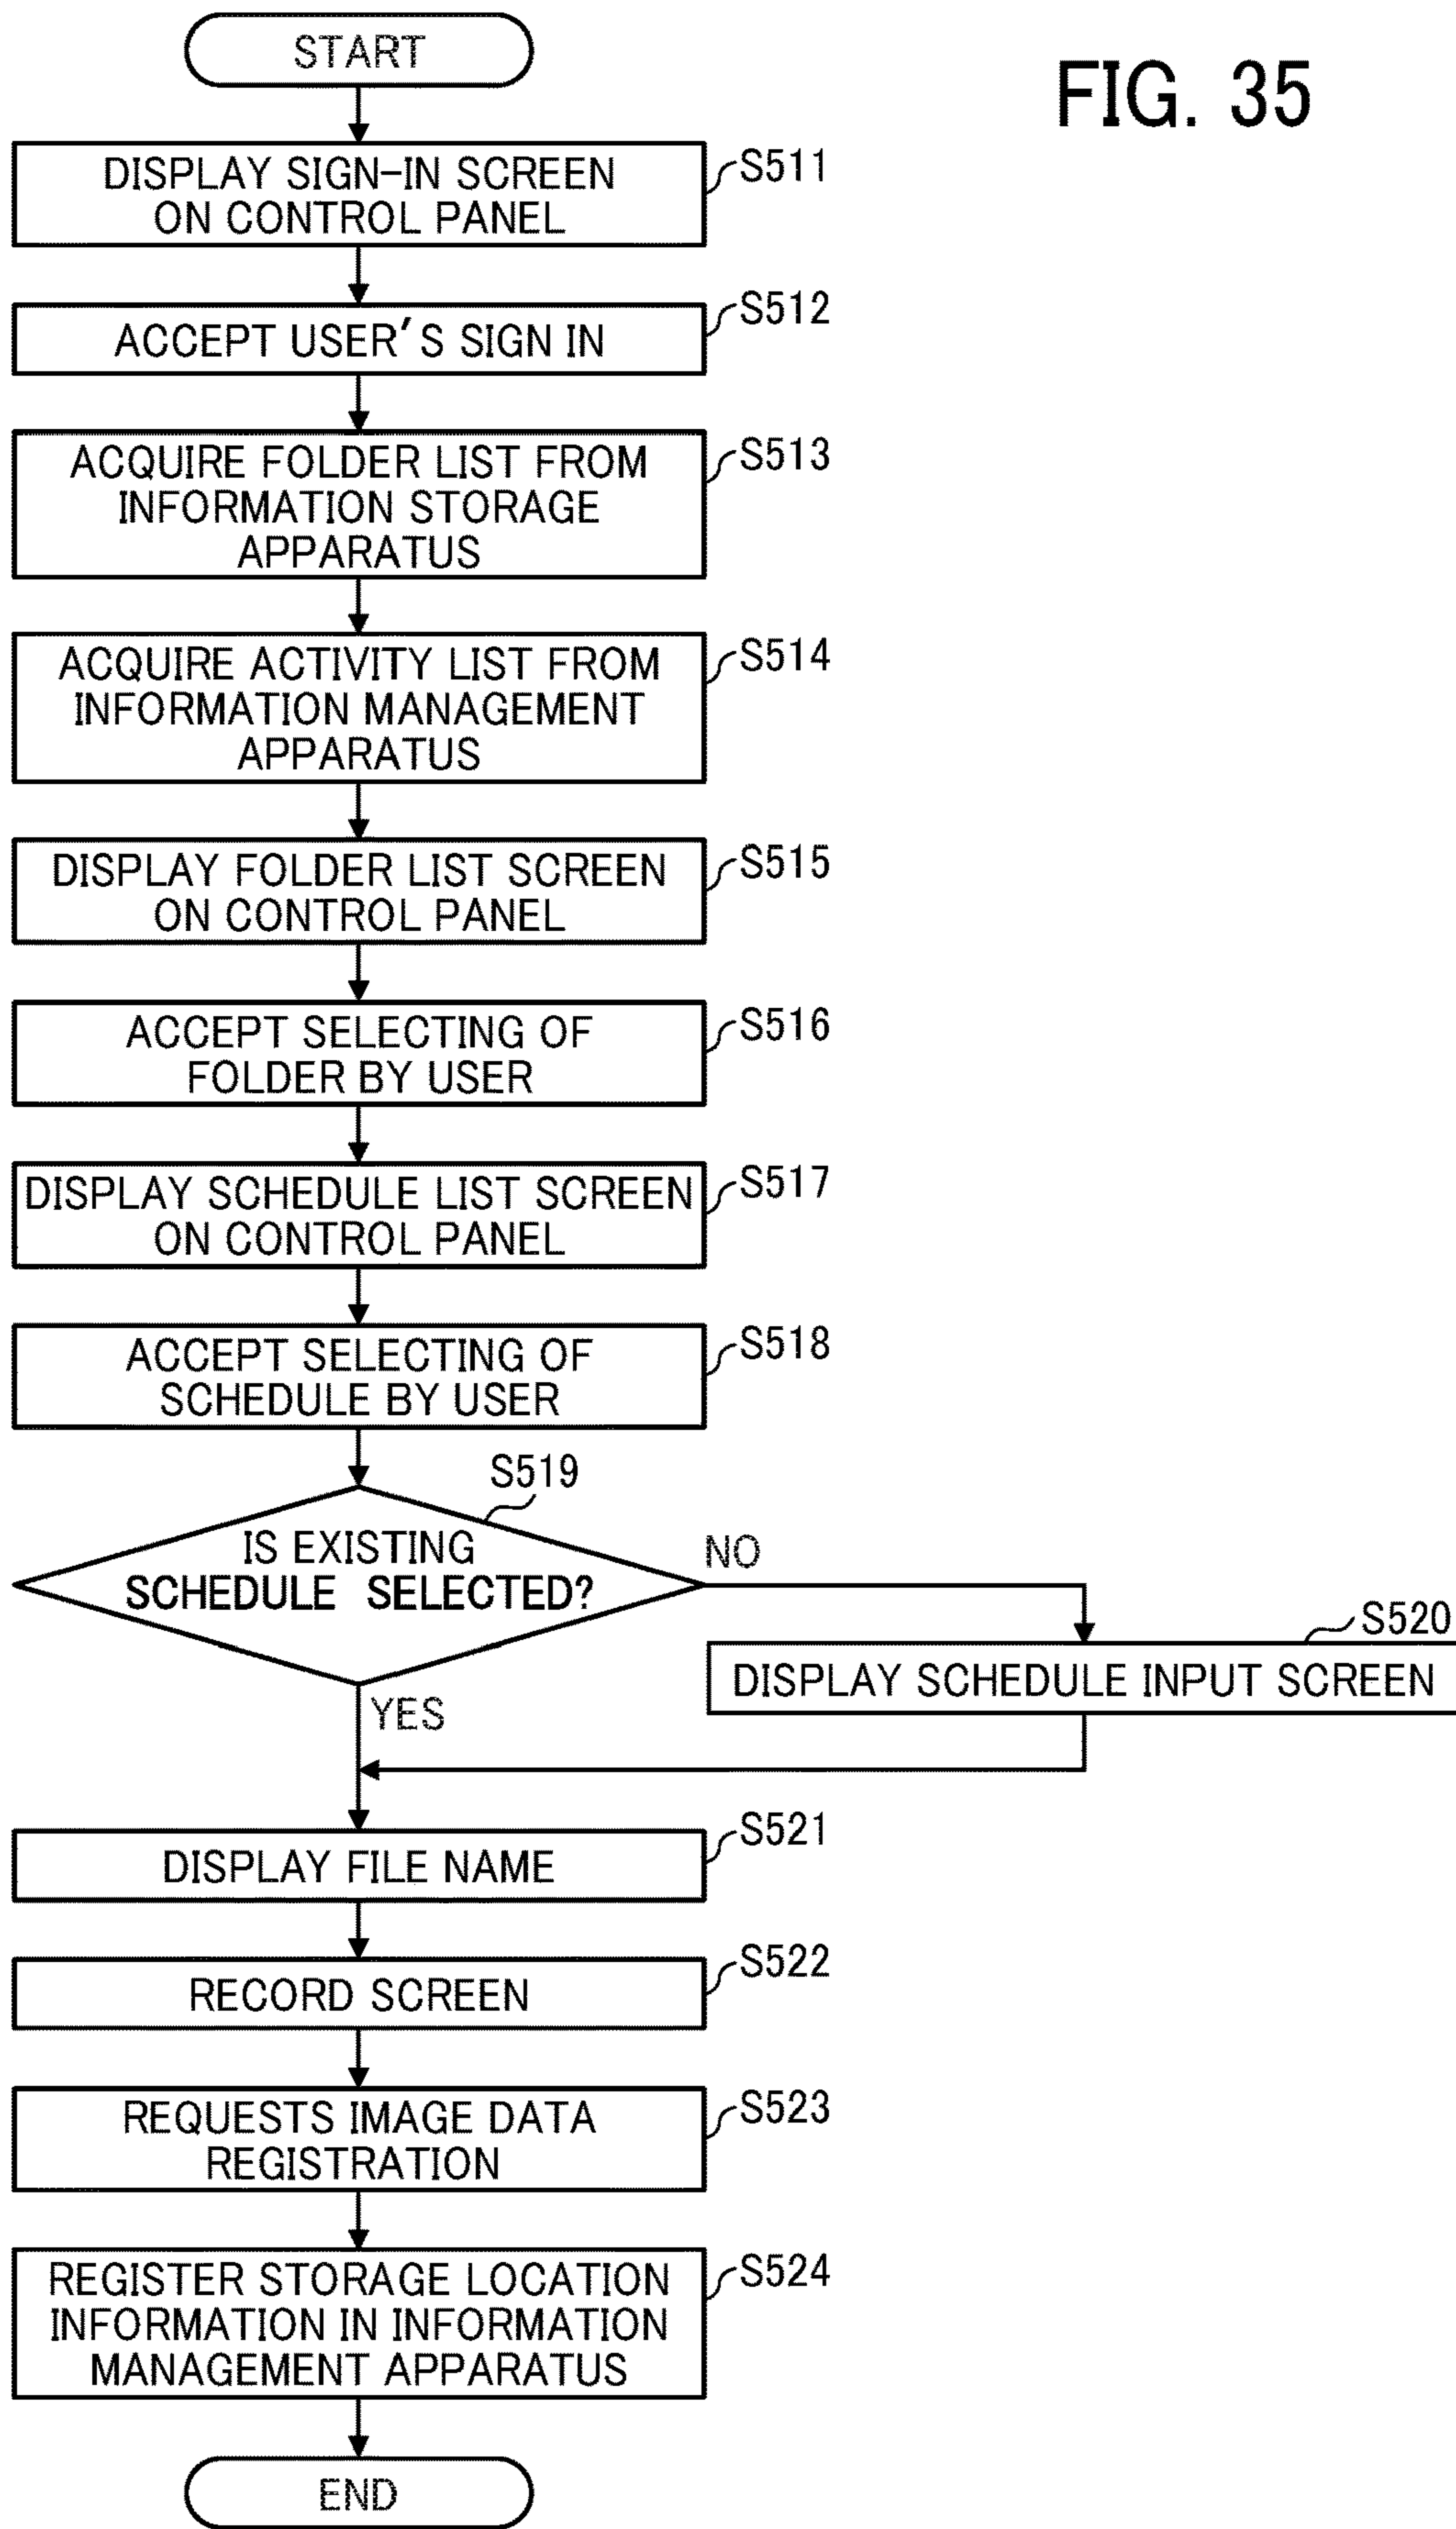 START
FIG. 35
DISPLAY SIGN-IN SCREEN
ON CONTROL PANEL
S511
ACCEPT USER'S SIGN IN
S512
ACQUIRE FOLDER LIST FROM
INFORMATION STORAGE
APPARATUS
S513
ACQUIRE ACTIVITY LIST FROM
INFORMATION MANAGEMENT
APPARATUS
S514
DISPLAY FOLDER LIST SCREEN
ON CONTROL PANEL
S515
ACCEPT SELECTING OF
FOLDER BY USER
S516
DISPLAY SCHEDULE LIST SCREEN
ON CONTROL PANEL
S517
ACCEPT SELECTING OF
SCHEDULE BY USER
S518
S519
IS EXISTING
SCHEDULE SELECTED?
NO
S520
DISPLAY SCHEDULE INPUT SCREEN
YES
DISPLAY FILE NAME
S521
RECORD SCREEN
S522
REQUESTS IMAGE DATA
REGISTRATION
S523
REGISTER STORAGE LOCATION
INFORMATION IN INFORMATION
MANAGEMENT APPARATUS
S524
END